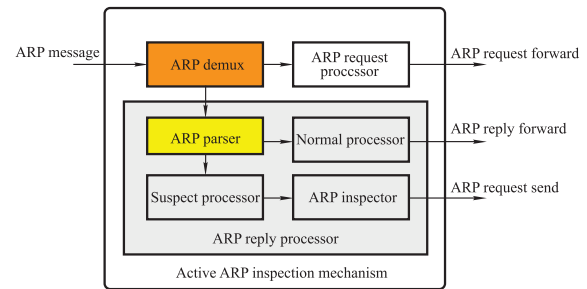 ARP message
ARP demux
ARP request
proccssor
ARP request forward
ARP parser
Normal processor
ARP reply forward
Suspect processor
ARP inspector
ARP request send
ARP reply processor
Active ARP inspection mechanism